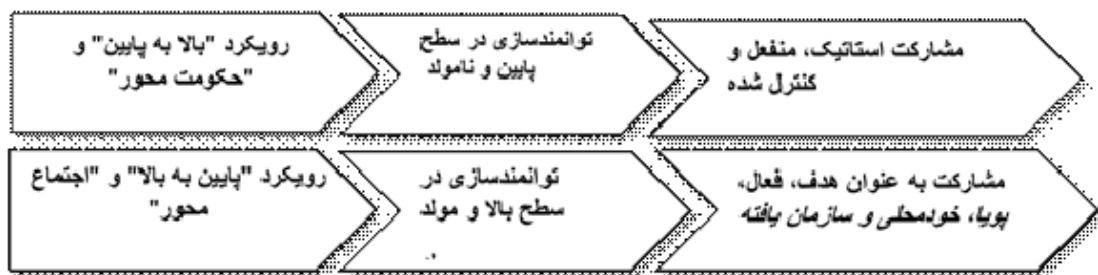 رویکرد "بالا به پایین" و
"حکومت محور"
توانمندسازی در سطح
پایین و نامولد
مشارکت استاتیک، منفعل و
کنترل شده
رویکرد "پایین به بالا" و "اجتماع
محور"
توانمندسازی در
سطح بالا و مولد
مشارکت به عنوان هدف، فعال،
پویا، خودمحلی و سازمان یافته